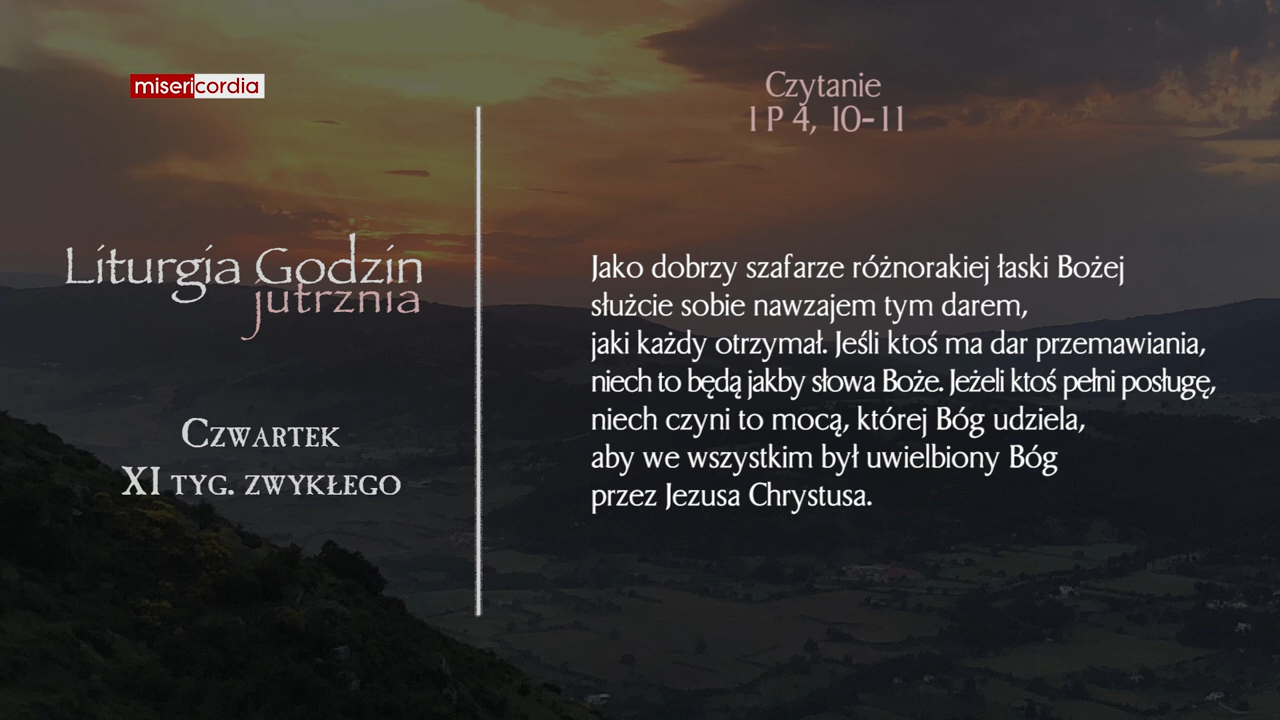 misericordia
Liturgia Godzin
jutrznia
Czwartek
XI tyg. zwykłego
Czytanie
1 P 4, 10-11
Jako dobrzy szafarze różnorakiej łaski Bożej
służcie sobie nawzajem tym darem,
jaki każdy otrzymał. Jeśli ktoś ma dar przemawiania,
niech to będą jakby słowa Boże. Jeżeli ktoś pełni posługę,
niech czyni to mocą, której Bóg udziela,
aby we wszystkim był uwielbiony Bóg
przez Jezusa Chrystusa.